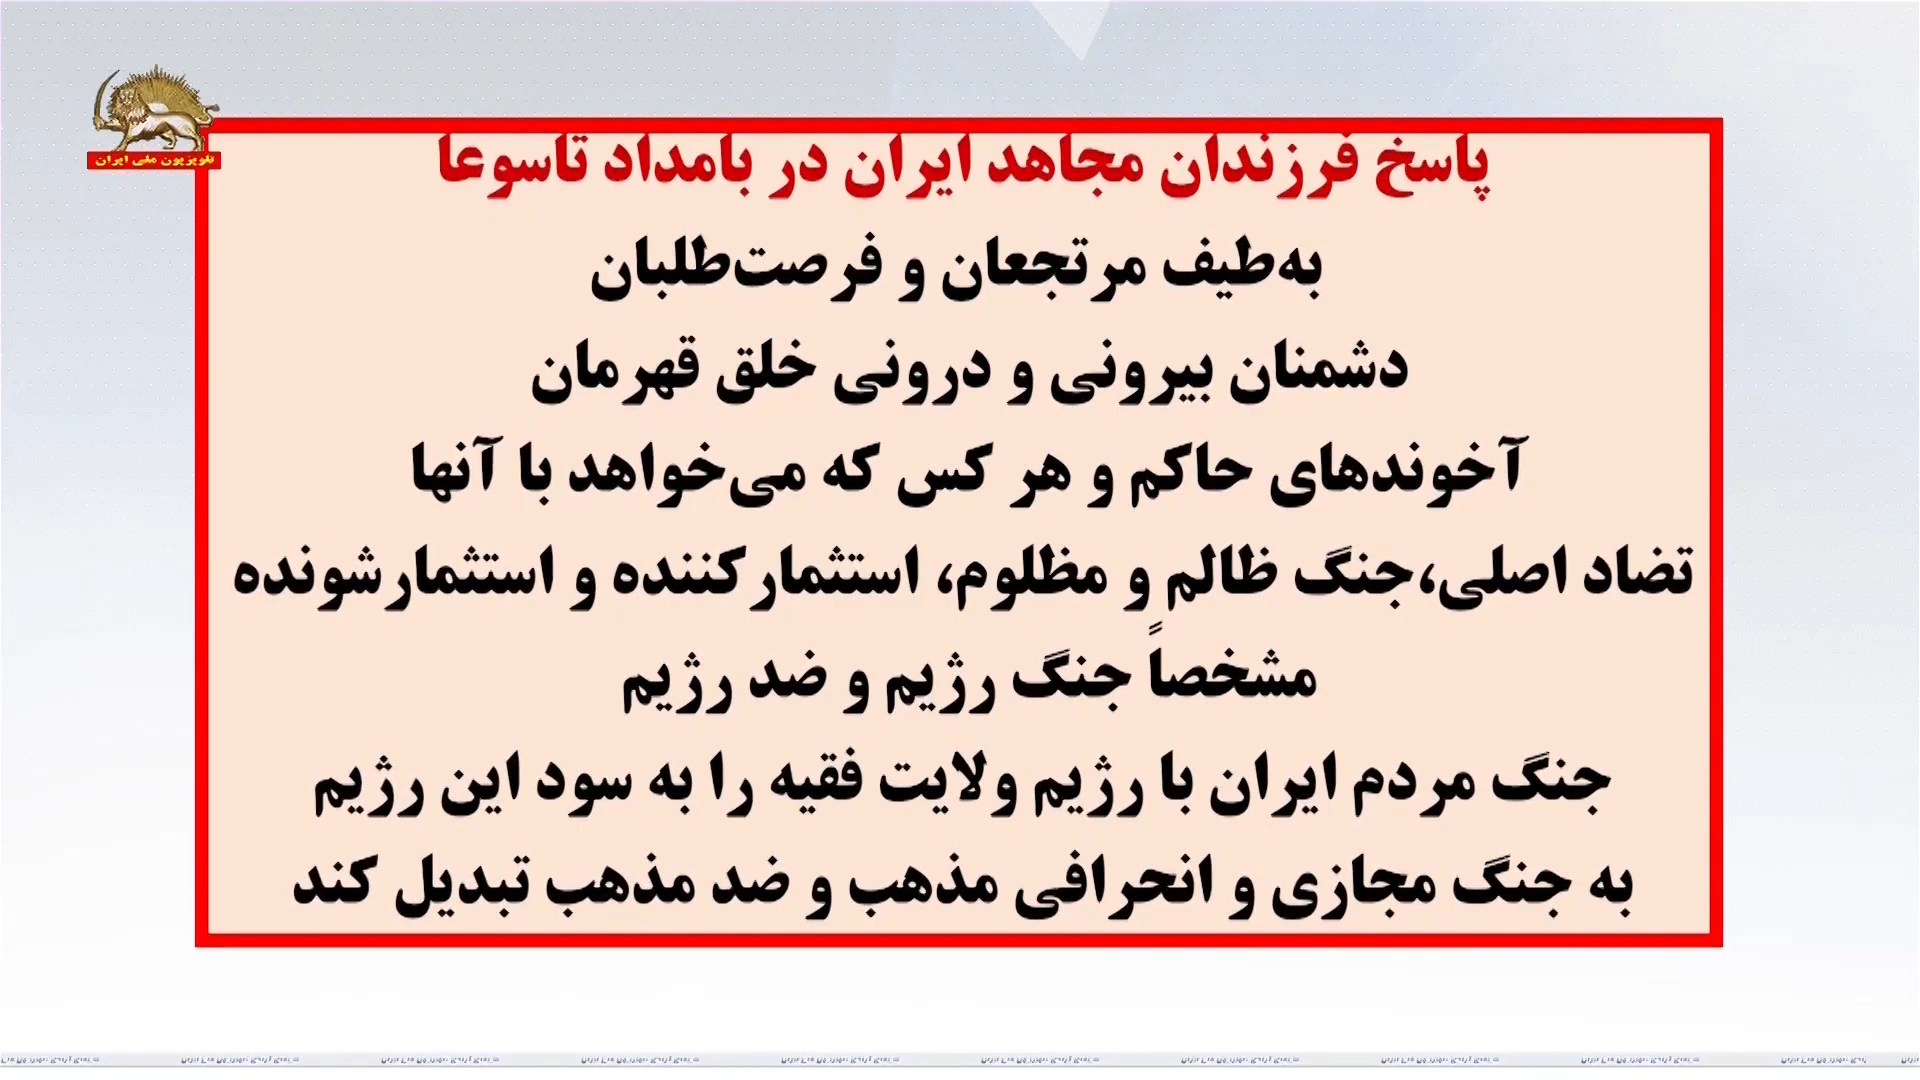 تلویزیون ملی ایران
پاسخ فرزندان مجاهد ایران در بامداد تاسوعا
به‌طیف مرتجعان و فرصت‌طلبان
دشمنان بیرونی و درونی خلق قهرمان
آخوندهای حاکم و هر کس که می‌خواهد با آنها
تضاد اصلی،جنگ ظالم و مظلوم، استثمارکننده و استثمارشونده
مشخصاً جنگ رژیم و ضد رژیم
جنگ مردم ایران با رژیم ولایت فقیه را به سود این رژیم
به جنگ مجازی و انحرافی مذهب و ضد مذهب تبدیل کند